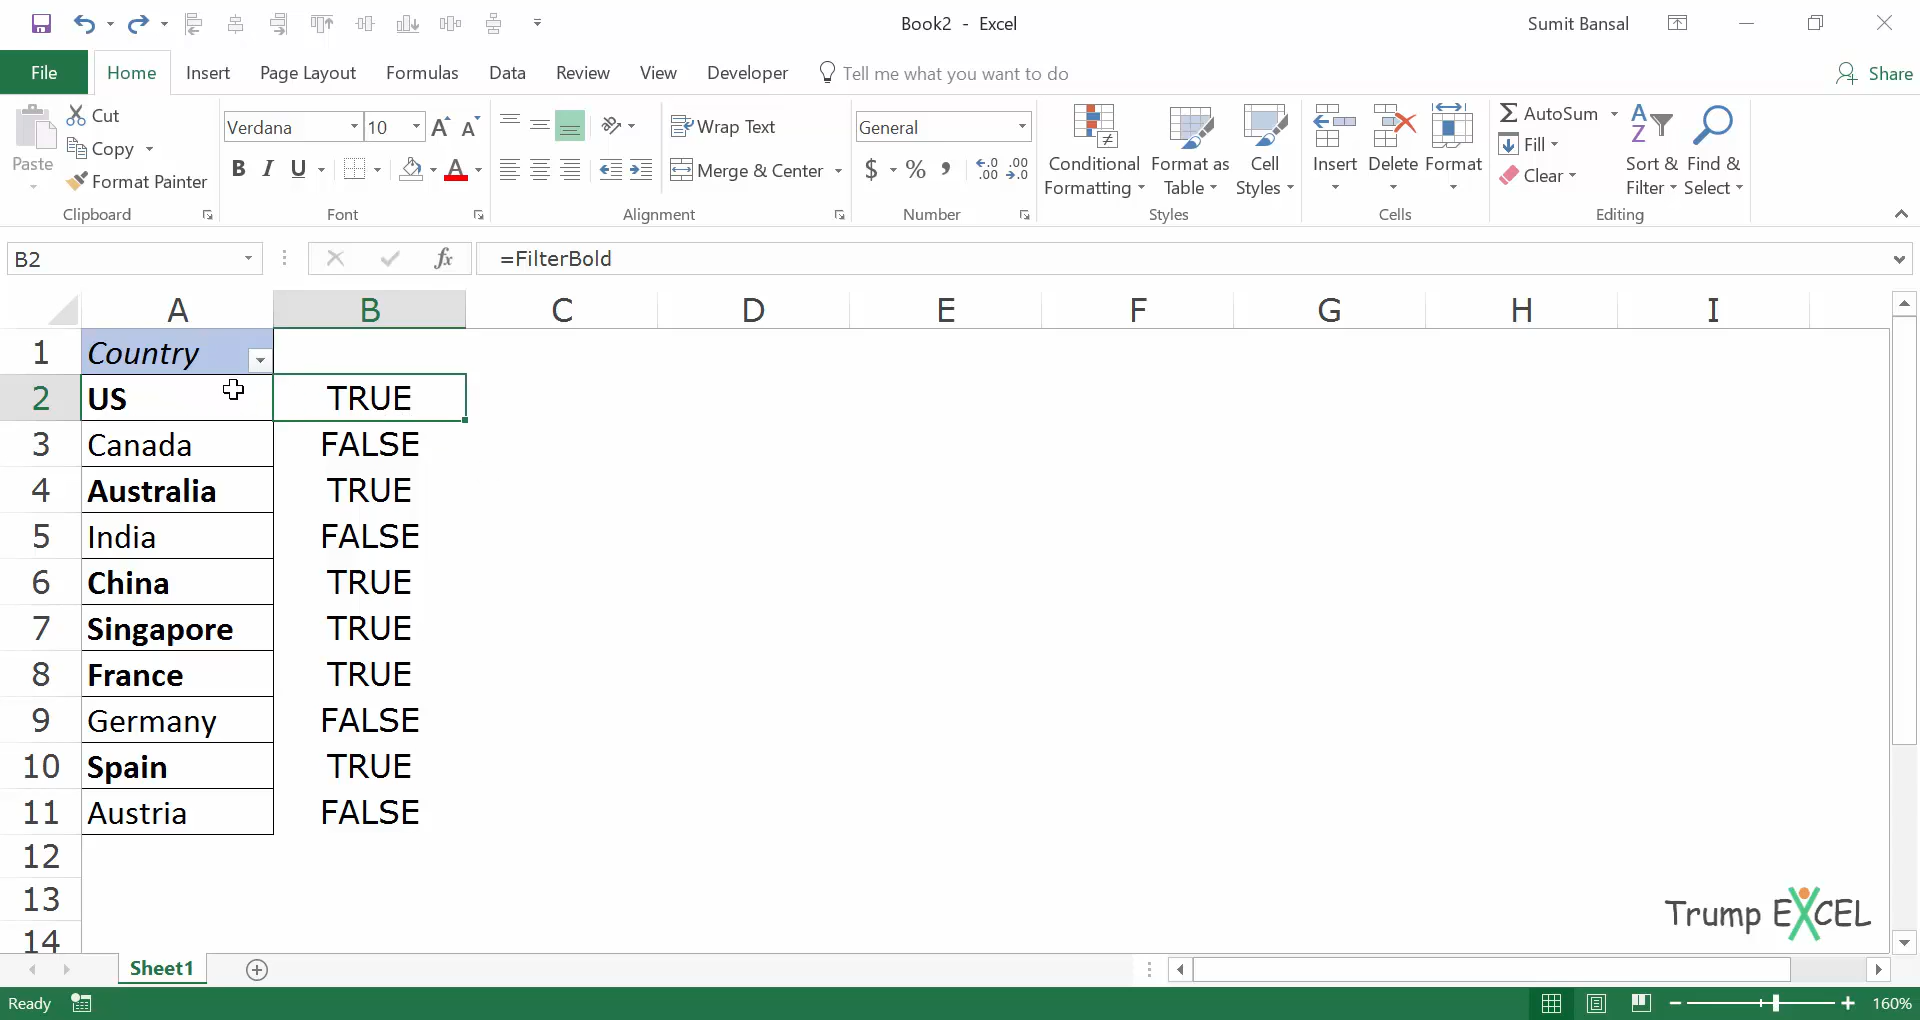 Book2 - Excel
Sumit Bansal
File Home Insert Page Layout Formulas Data Review View Developer Tell me what you want to do Share
Paste
Cut
Copy
Format Painter
Clipboard
Verdana 10
B I U
Font
Wrap Text
Merge & Center
Alignment
General
$ % ,
Number
Conditional Formatting
Format as Table
Cell Styles
Styles
Insert
Delete
Format
Cells
AutoSum
Fill
Clear
Sort & Filter
Find & Select
Editing
B2 fx =FilterBold
A B C D E F G H I
1 Country
2 US TRUE
3 Canada FALSE
4 Australia TRUE
5 India FALSE
6 China TRUE
7 Singapore TRUE
8 France TRUE
9 Germany FALSE
10 Spain TRUE
11 Austria FALSE
12
13
14
Trump EXCEL
Sheet1
Ready
160%